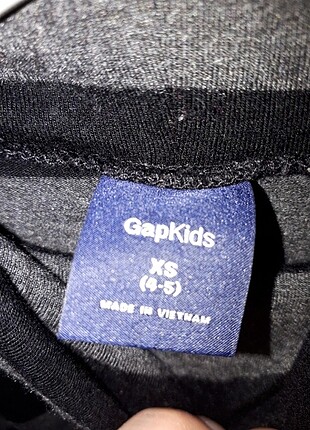 GapKids
XS
(4-5)
MADE IN VIETNAM